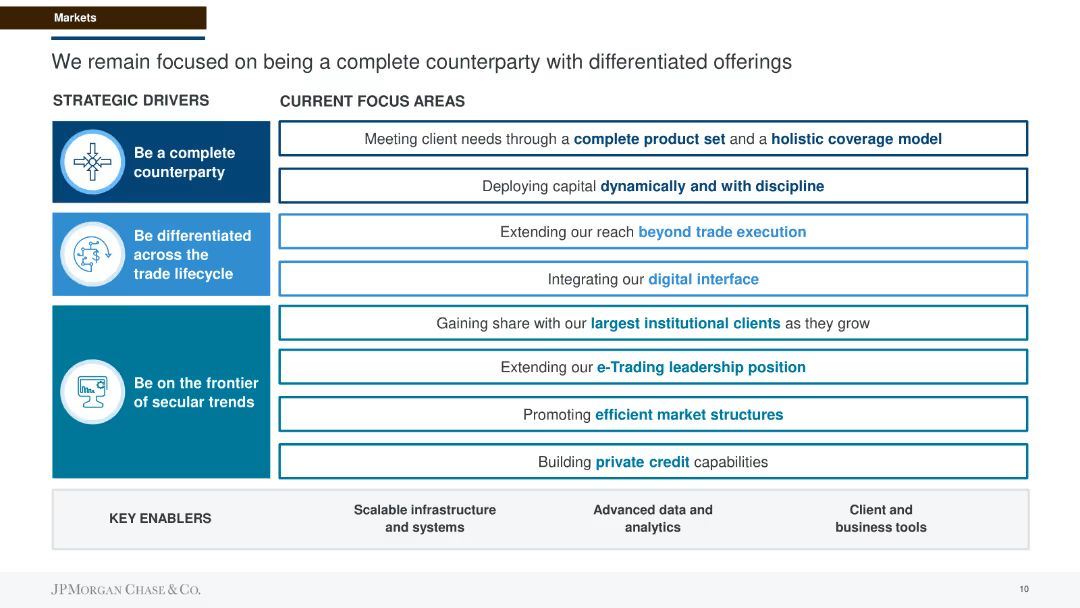 Markets
We remain focused on being a complete counterparty with differentiated offerings
STRATEGIC DRIVERS
CURRENT FOCUS AREAS
Be a complete
counterparty
Meeting client needs through a complete product set and a holistic coverage model
Deploying capital dynamically and with discipline
Be differentiated
across the
trade lifecycle
Extending our reach beyond trade execution
Integrating our digital interface
Be on the frontier
of secular trends
Gaining share with our largest institutional clients as they grow
Extending our e-Trading leadership position
Promoting efficient market structures
Building private credit capabilities
KEY ENABLERS
Scalable infrastructure
and systems
Advanced data and
analytics
Client and
business tools
JPMORGAN CHASE & CO.
10